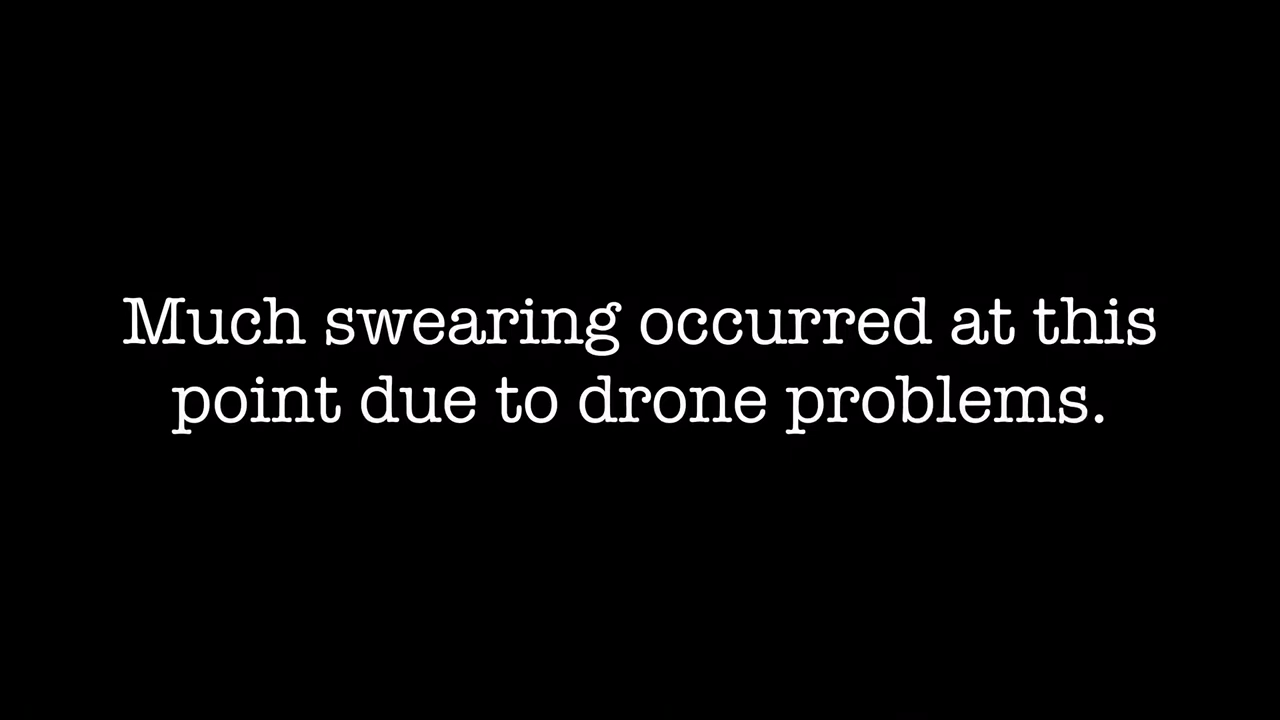 Much swearing occurred at this
point due to drone problems.